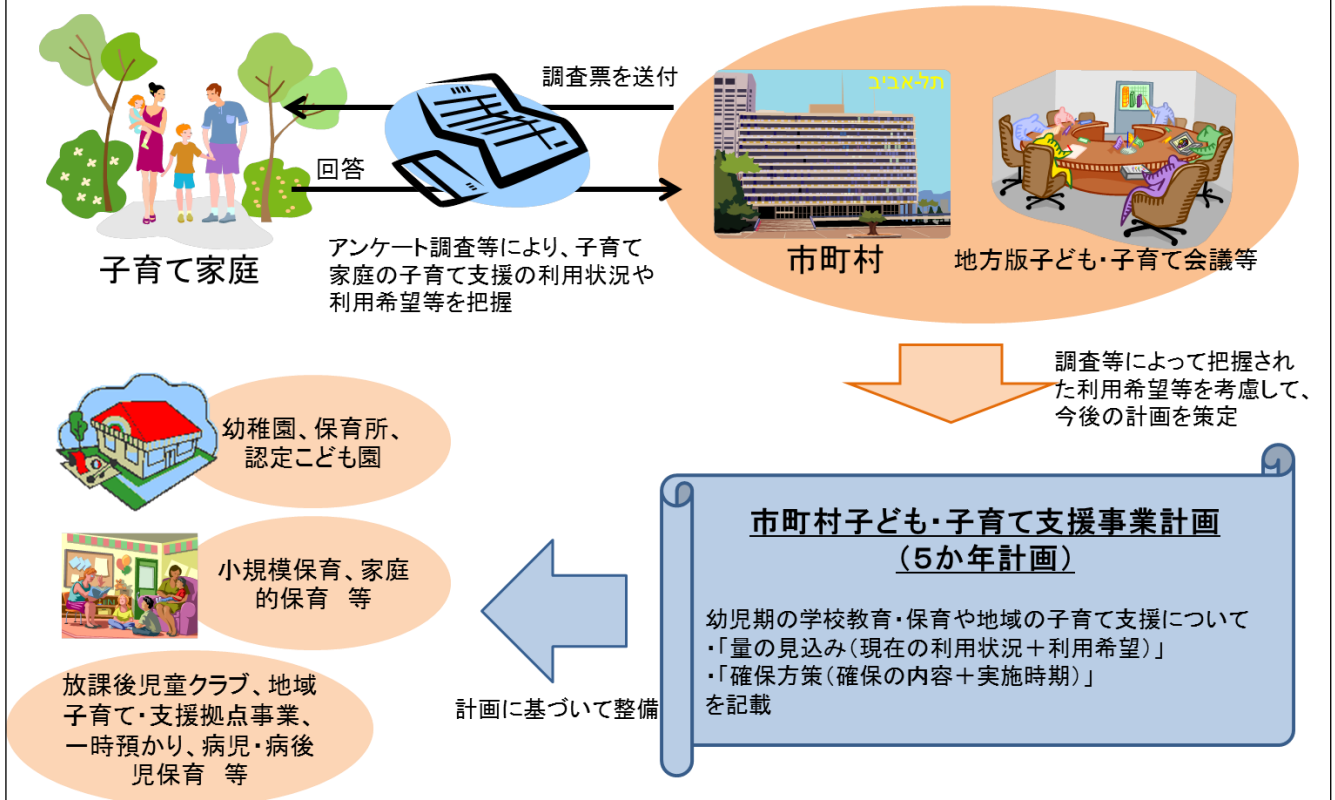 調査票を送付
תל-אביב
回答
子育て家庭
アンケート調査等により、子育て
家庭の子育て支援の利用状況や
利用希望等を把握
市町村
地方版子ども・子育て会議等
調査等によって把握され
た利用希望等を考慮して、
今後の計画を策定
市町村子ども・子育て支援事業計画
(5か年計画)
幼児期の学校教育・保育や地域の子育て支援について
・「量の見込み(現在の利用状況+利用希望)」
・「確保方策(確保の内容+実施時期)」
を記載
計画に基づいて整備
幼稚園、保育所、
認定こども園
小規模保育、家庭
的保育 等
放課後児童クラブ、地域
子育て・支援拠点事業、
一時預かり、病児・病後
児保育 等